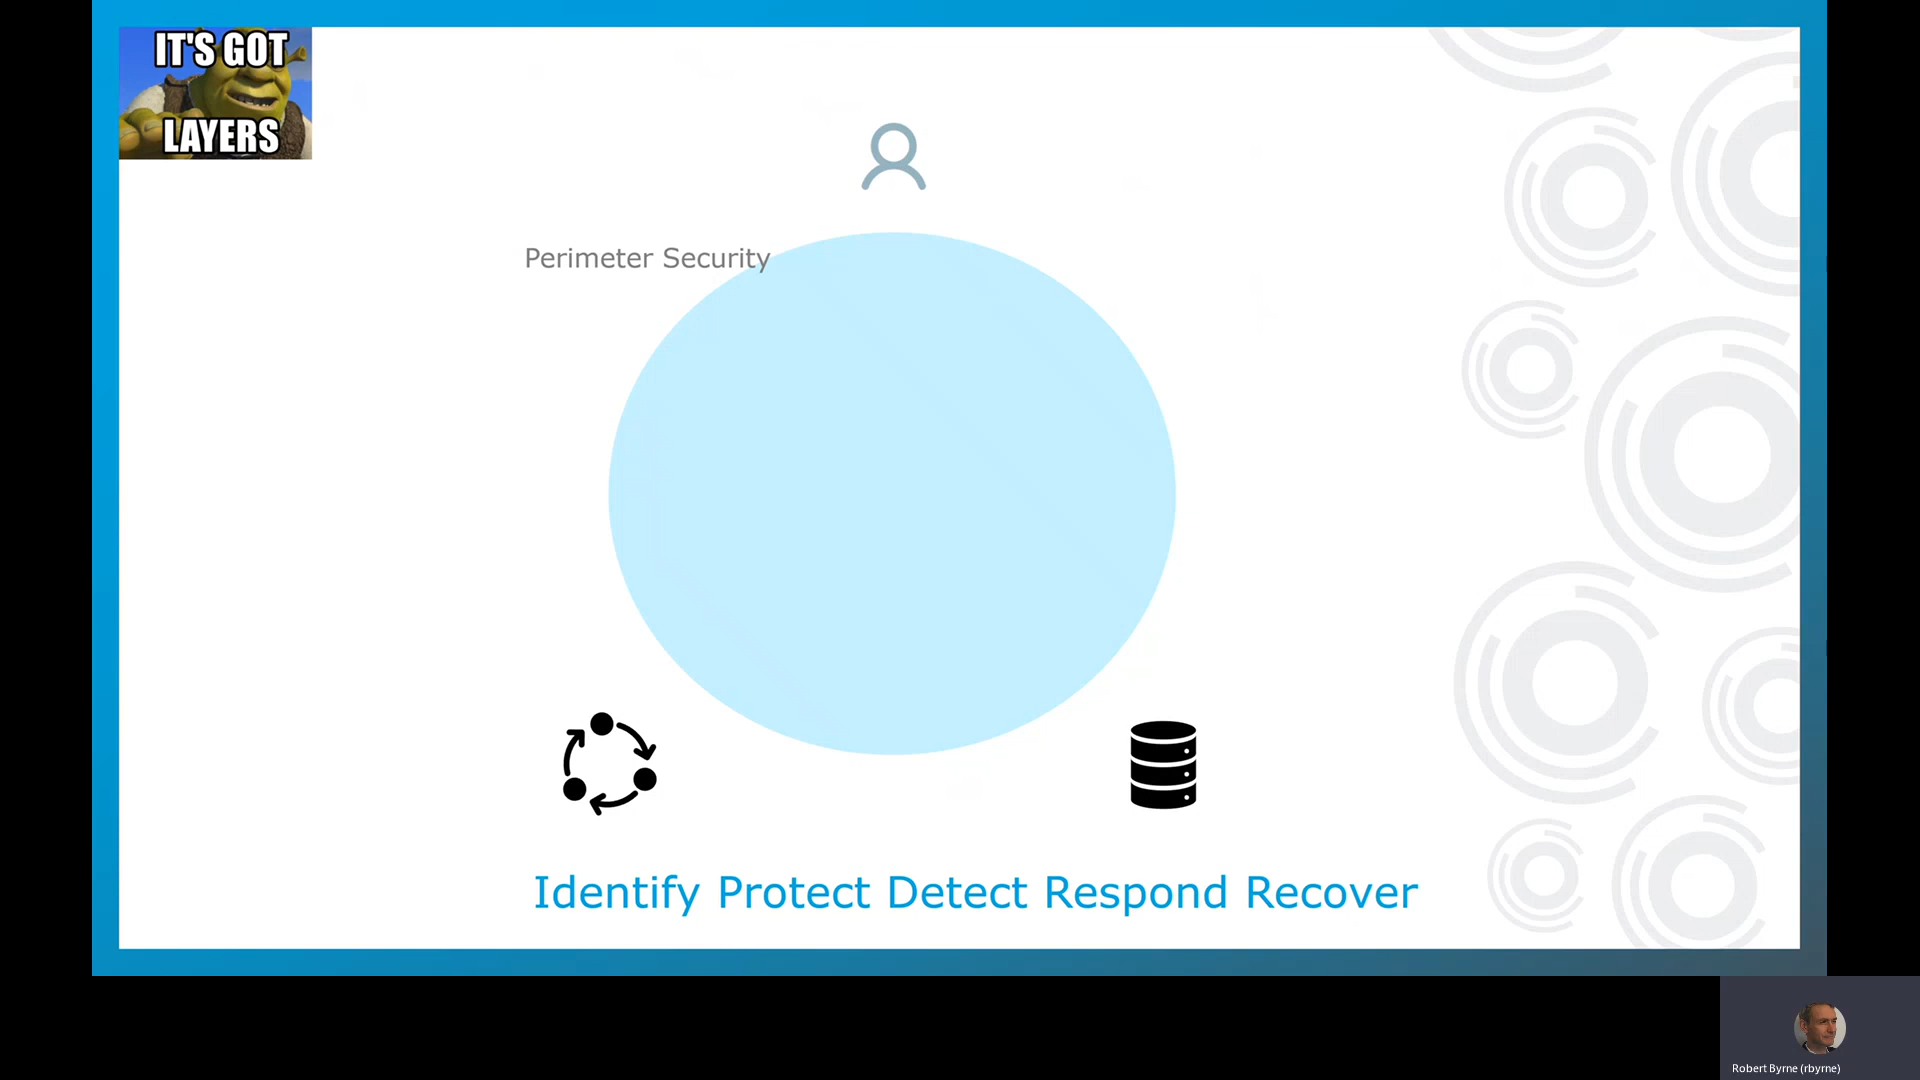 IT'S GOT
LAYERS
Perimeter Security
Identify Protect Detect Respond Recover
Robert Byrne (rbyrne)